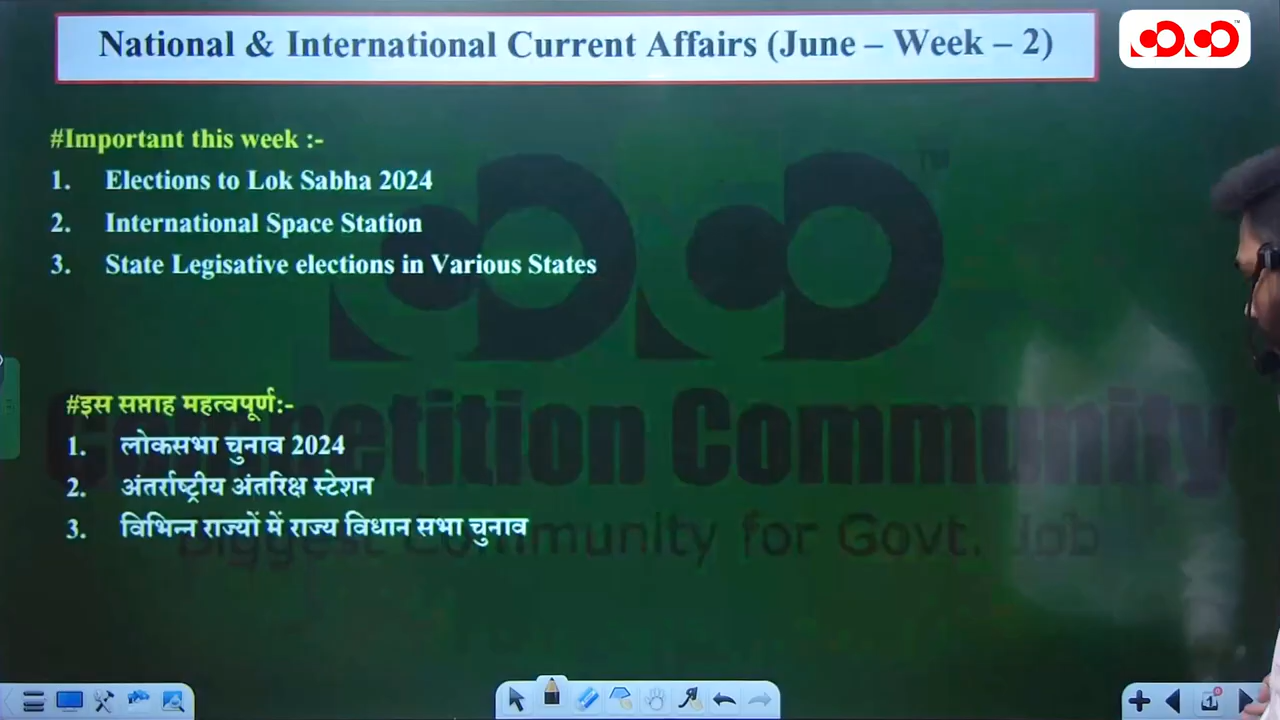 National & International Current Affairs (June – Week – 2)
#Important this week :-
1. Elections to Lok Sabha 2024
2. International Space Station
3. State Legisative elections in Various States
#इस सप्ताह महत्वपूर्ण:-
1. लोकसभा चुनाव 2024
2. अंतर्राष्ट्रीय अंतरिक्ष स्टेशन
3. विभिन्न राज्यों में राज्य विधान सभा चुनाव
Competition Community
Biggest Community for Govt. Job
TM